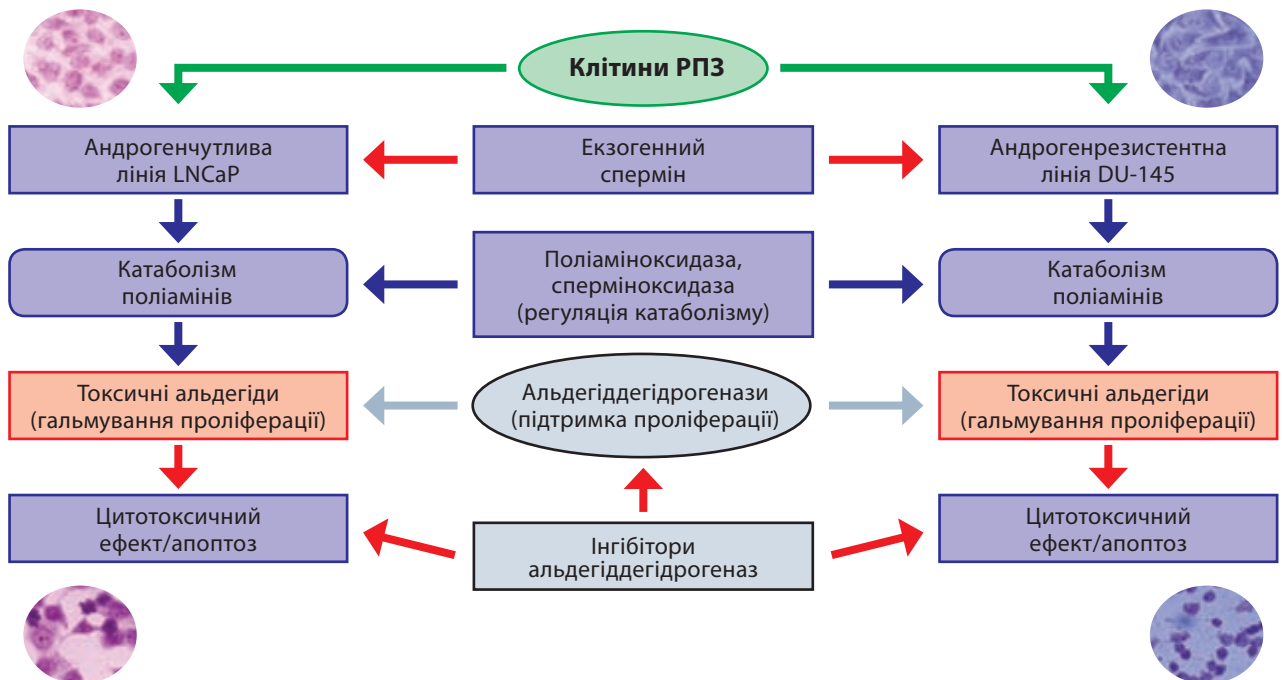 Клітини РПЗ
Андрогенчутлива
лінія LNCaP
Екзогенний
спермін
Андрогенрезистентна
лінія DU-145
Катаболізм
поліамінів
Поліаміноксидаза,
сперміноксидаза
(регуляція катаболізму)
Катаболізм
поліамінів
Токсичні альдегіди
(гальмування проліферації)
Альдегіддегідрогенази
(підтримка проліферації)
Токсичні альдегіди
(гальмування проліферації)
Цитотоксичний
ефект/апоптоз
Інгібітори
альдегіддегідрогеназ
Цитотоксичний
ефект/апоптоз